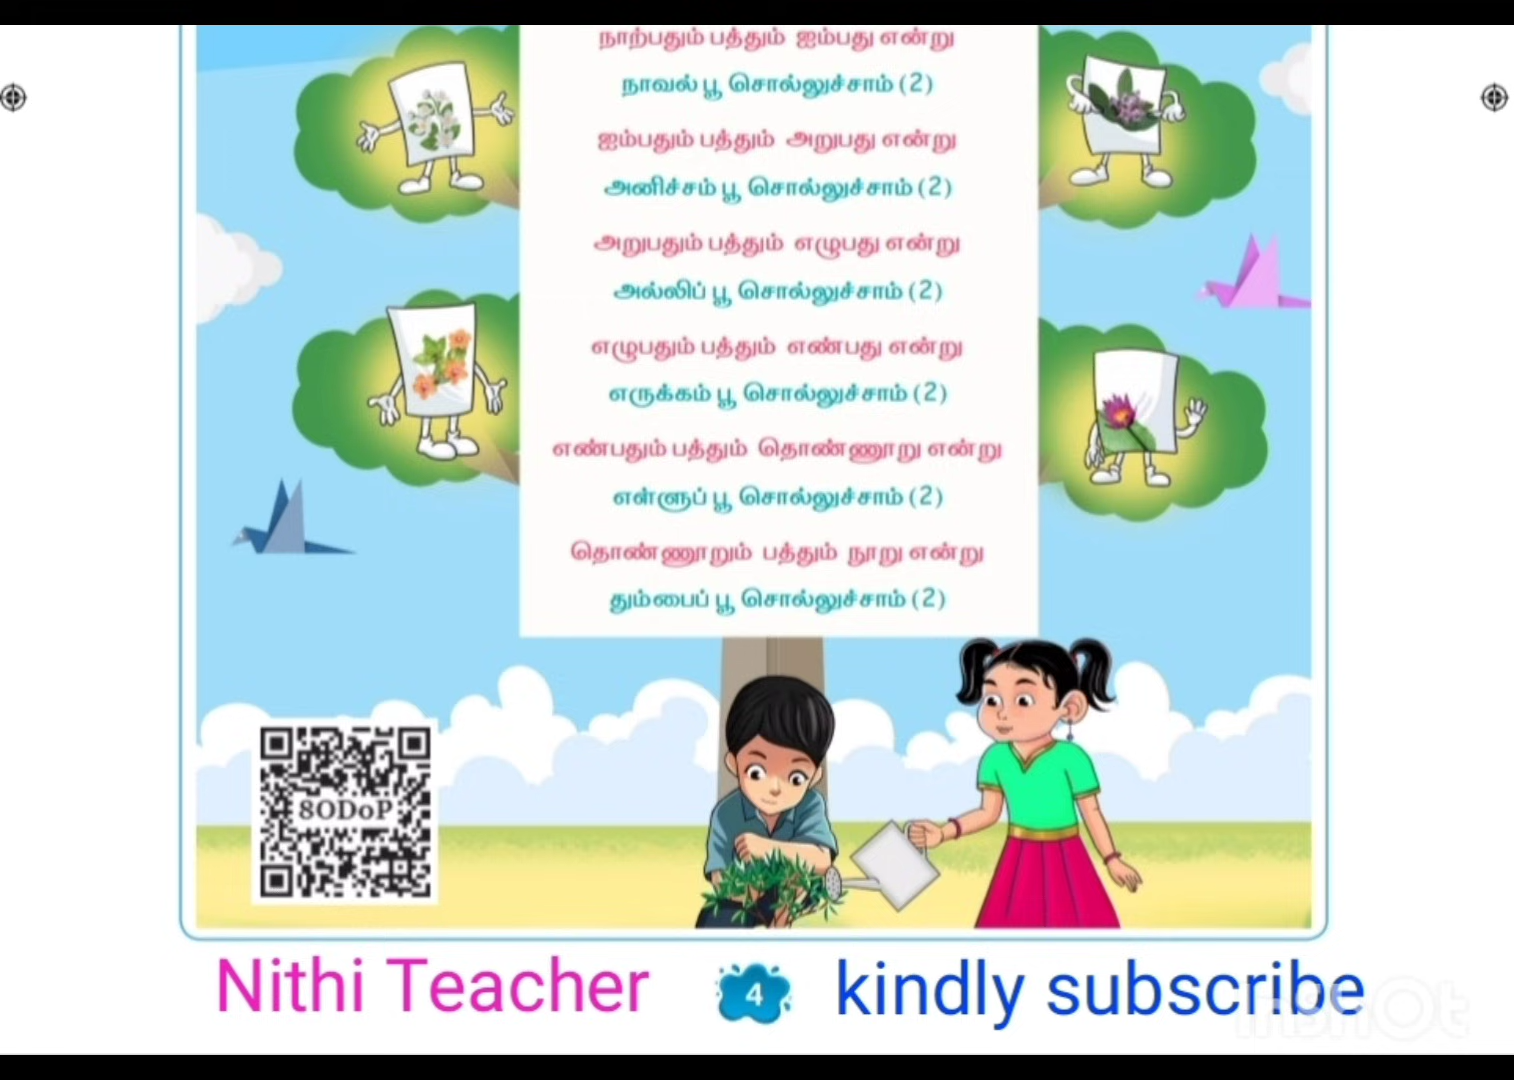 நாற்பதும் பத்தும் ஐம்பது என்று
நாவல் பூ சொல்லுச்சாம் (2)
ஐம்பதும் பத்தும் அறுபது என்று
அனிச்சம் பூ சொல்லுச்சாம் (2)
அறுபதும் பத்தும் எழுபது என்று
அல்லிப் பூ சொல்லுச்சாம் (2)
எழுபதும் பத்தும் எண்பது என்று
எருக்கம் பூ சொல்லுச்சாம் (2)
எண்பதும் பத்தும் தொண்ணூறு என்று
எள்ளுப் பூ சொல்லுச்சாம் (2)
தொண்ணூறும் பத்தும் நூறு என்று
தும்பைப் பூ சொல்லுச்சாம் (2)
8ODoP
Nithi Teacher 4 kindly subscribe
inshot